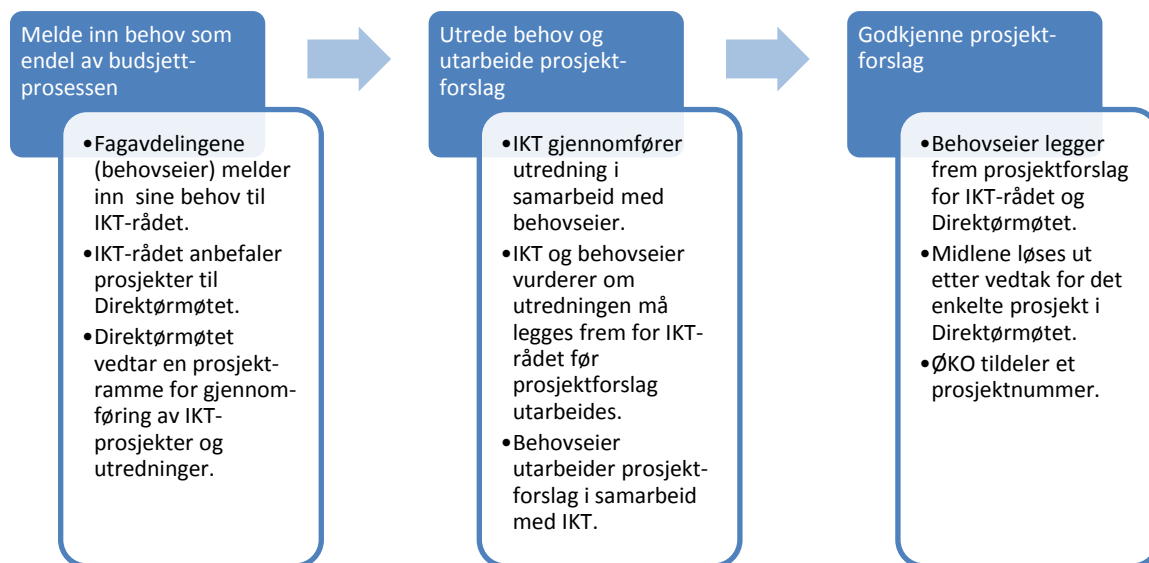 Melde inn behov som
endel av budsjett-
prosessen
•Fagavdelingene
(behovseier) melder
inn  sine behov til
IKT-rådet.
•IKT-rådet anbefaler
prosjekter til
Direktørmøtet.
•Direktørmøtet
vedtar en prosjekt-
ramme for gjennom-
føring av IKT-
prosjekter og
utredninger.
Utrede behov og
utarbeide prosjekt-
forslag
•IKT gjennomfører
utredning i
samarbeid med
behovseier.
•IKT og behovseier
vurderer om
utredningen må
legges frem for IKT-
rådet før
prosjektforslag
utarbeides.
•Behovseier
utarbeider prosjekt-
forslag i samarbeid
med IKT.
Godkjenne prosjekt-
forslag
•Behovseier legger
frem prosjektforslag
for IKT-rådet og
Direktørmøtet.
•Midlene løses ut
etter vedtak for det
enkelte prosjekt i
Direktørmøtet.
•ØKO tildeler et
prosjektnummer.